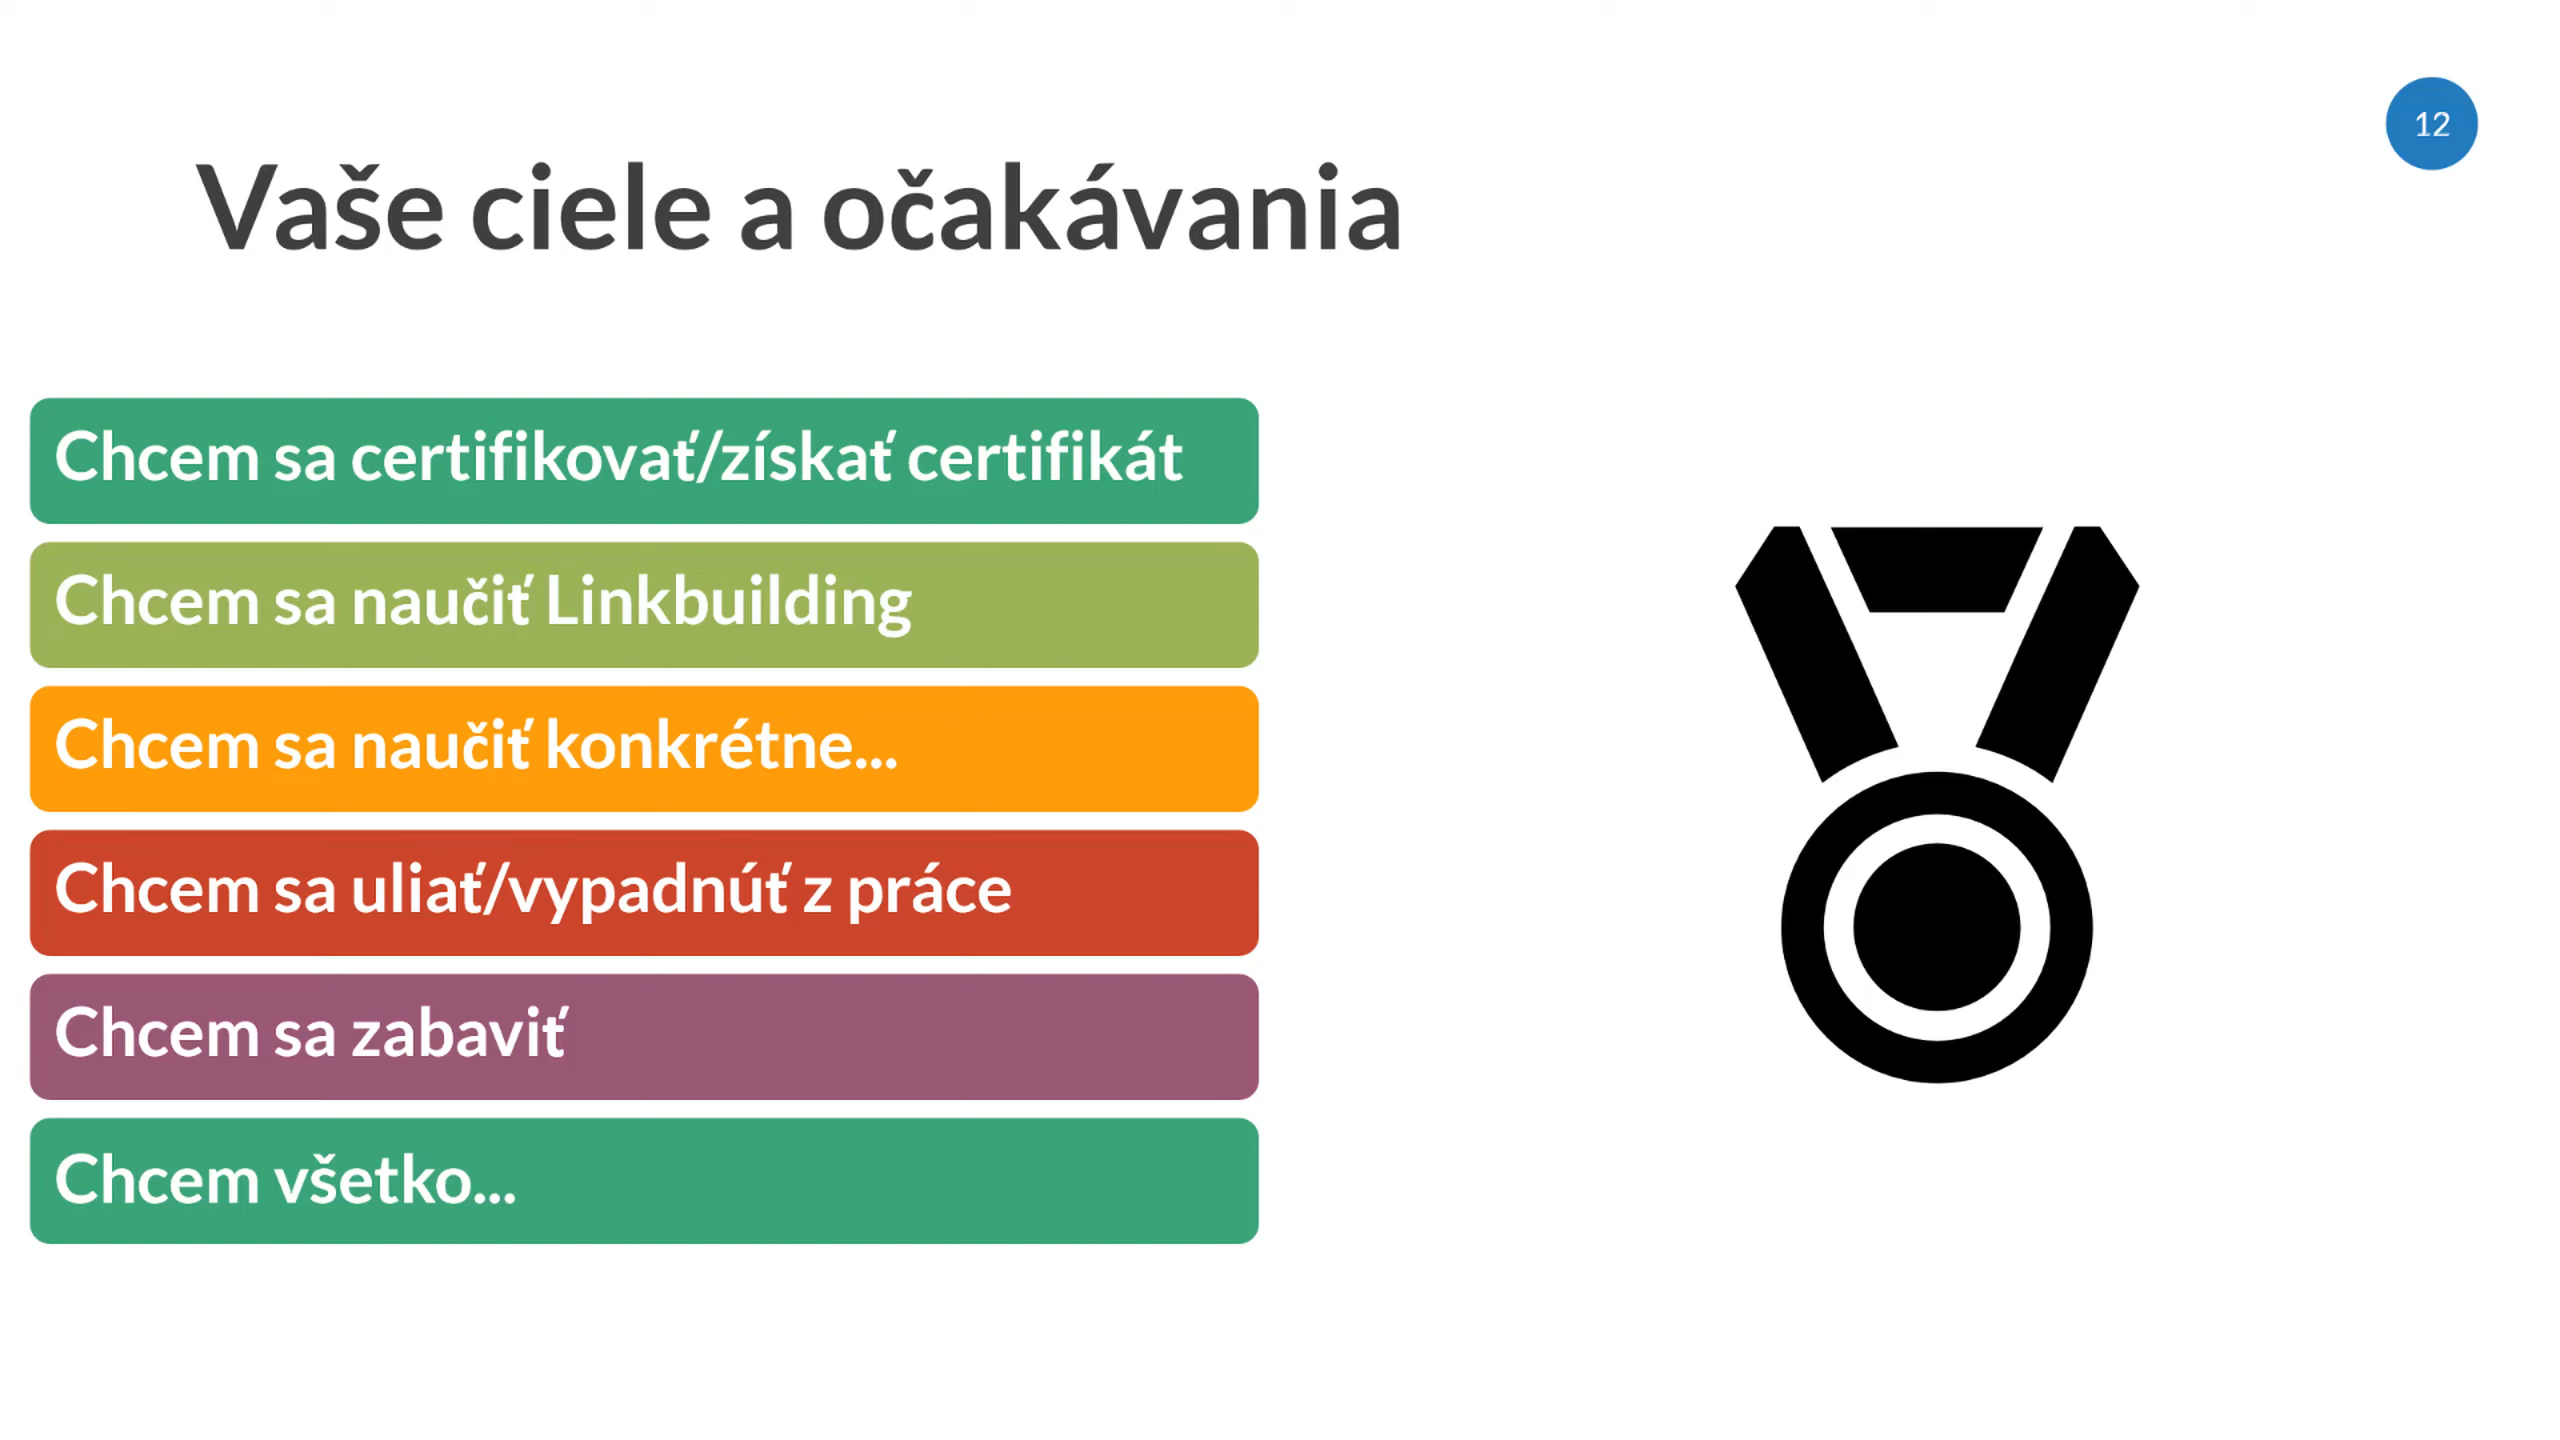 12
Vaše ciele a očakávania
Chcem sa certifikovať/získať certifikát
Chcem sa naučiť Linkbuilding
Chcem sa naučiť konkrétne...
Chcem sa uliať/vypadnúť z práce
Chcem sa zabaviť
Chcem všetko...